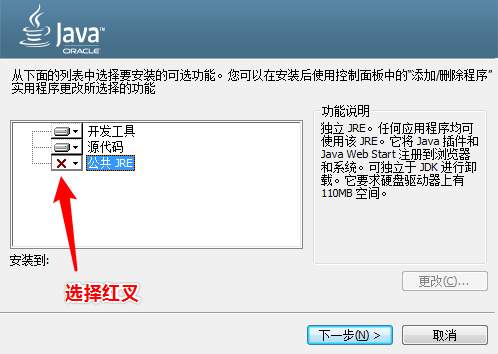 Java
ORACLE
从下面的列表中选择要安装的可选功能。您可以在安装后使用控制面板中的“添加/删除程序”
实用程序更改所选择的功能
开发工具
源代码
公共 JRE
功能说明
独立 JRE。任何应用程序均可
使用该 JRE。它将 Java 插件和
Java Web Start 注册到浏览器
和系统。可独立于 JDK 进行卸
载。它要求硬盘驱动器上有
110MB 空间。
安装到:
更改(C)...
选择红叉
下一步(N) >
取消